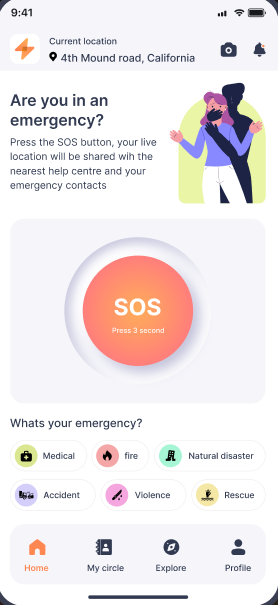 9:41
Current location
4th Mound road, California
Are you in an
emergency?
Press the SOS button, your live
location will be shared wih the
nearest help centre and your
emergency contacts
SOS
Press 3 second
Whats your emergency?
Medical
fire
Natural disaster
Accident
Violence
Rescue
Home
My circle
Explore
Profile